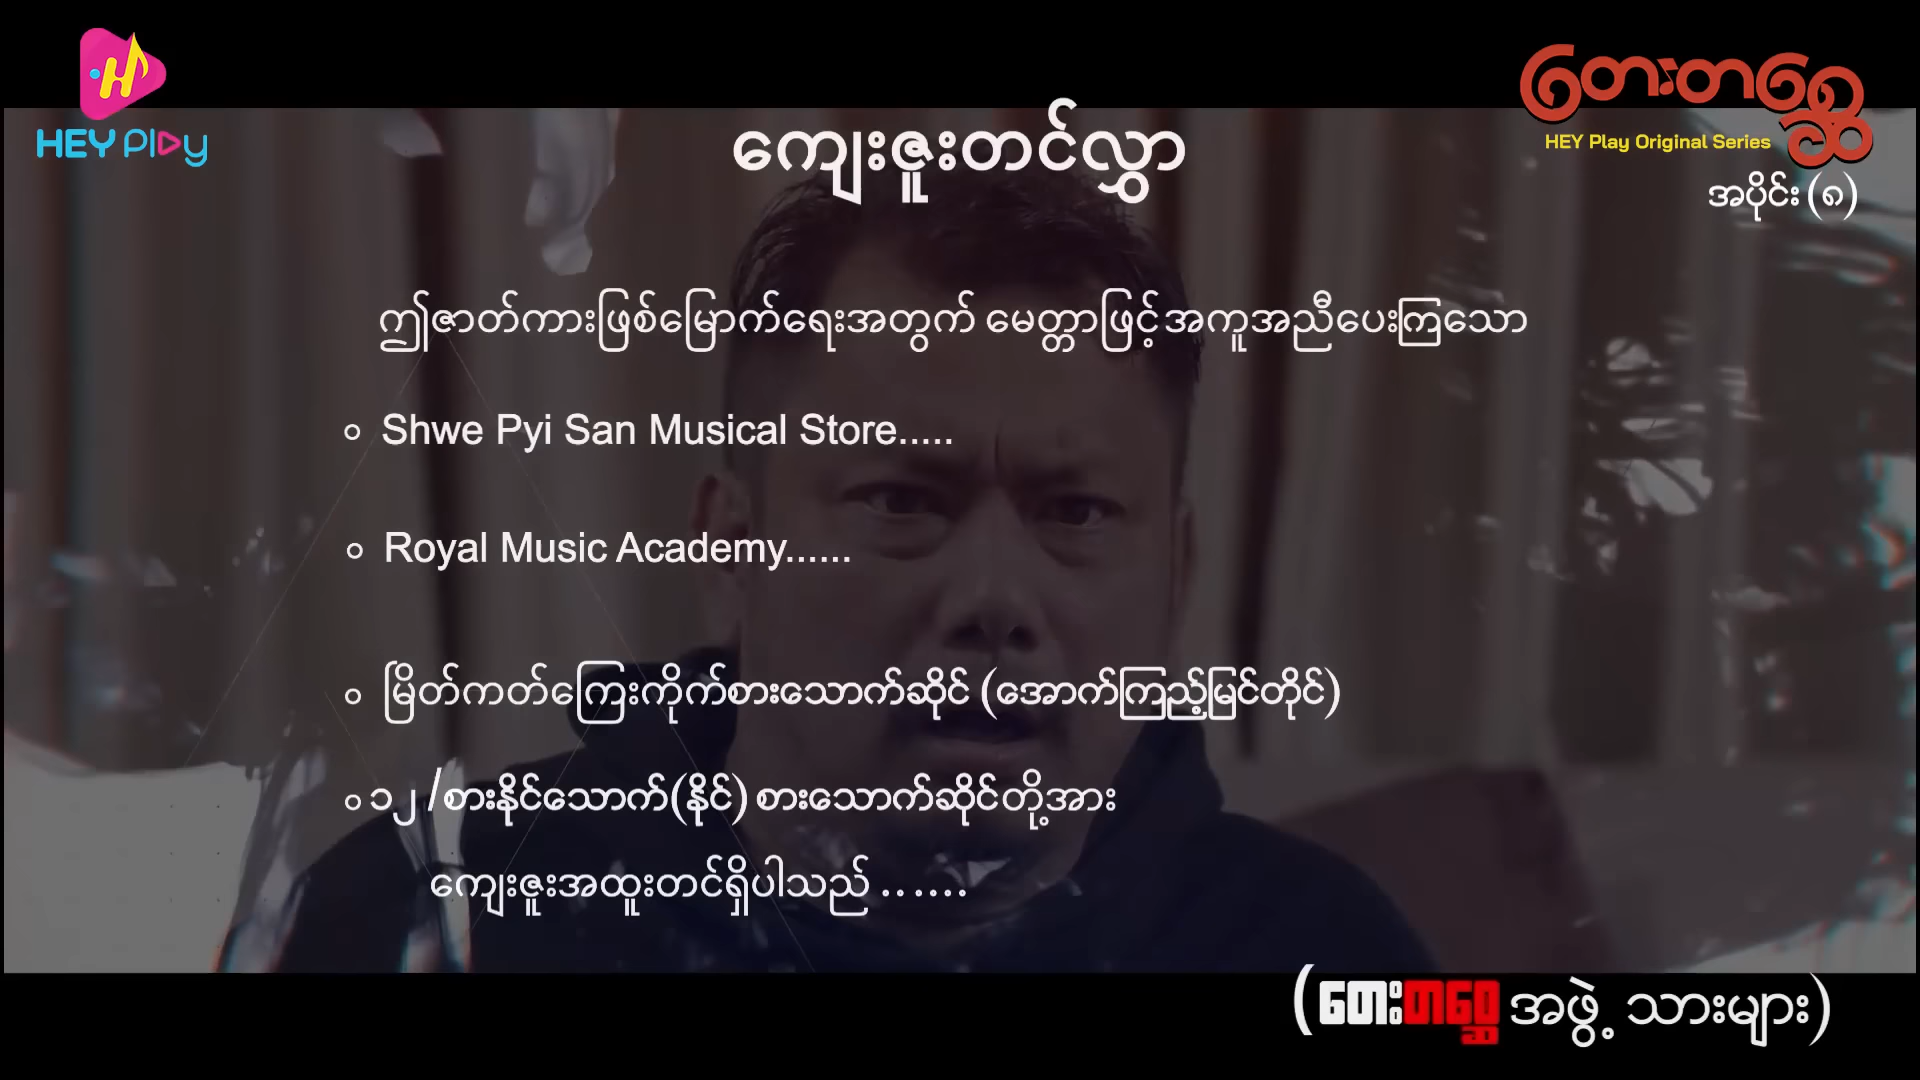 HEY Play
တေးတစ္ဆေ
HEY Play Original Series
အပိုင်း (၈)
ကျေးဇူးတင်လွှာ
ဤဇာတ်ကားဖြစ်မြောက်ရေးအတွက် မေတ္တာဖြင့်အကူအညီပေးကြသော
Shwe Pyi San Musical Store.....
Royal Music Academy......
မြိတ်ကတ်ကြေးကိုက်စားသောက်ဆိုင် (အောက်ကြည့်မြင်တိုင်)
၁၂ /စားနိုင်သောက်(နိုင်) စားသောက်ဆိုင်တို့အား
ကျေးဇူးအထူးတင်ရှိပါသည် .......
(တေးတစ္ဆေ အဖွဲ့ သားများ)